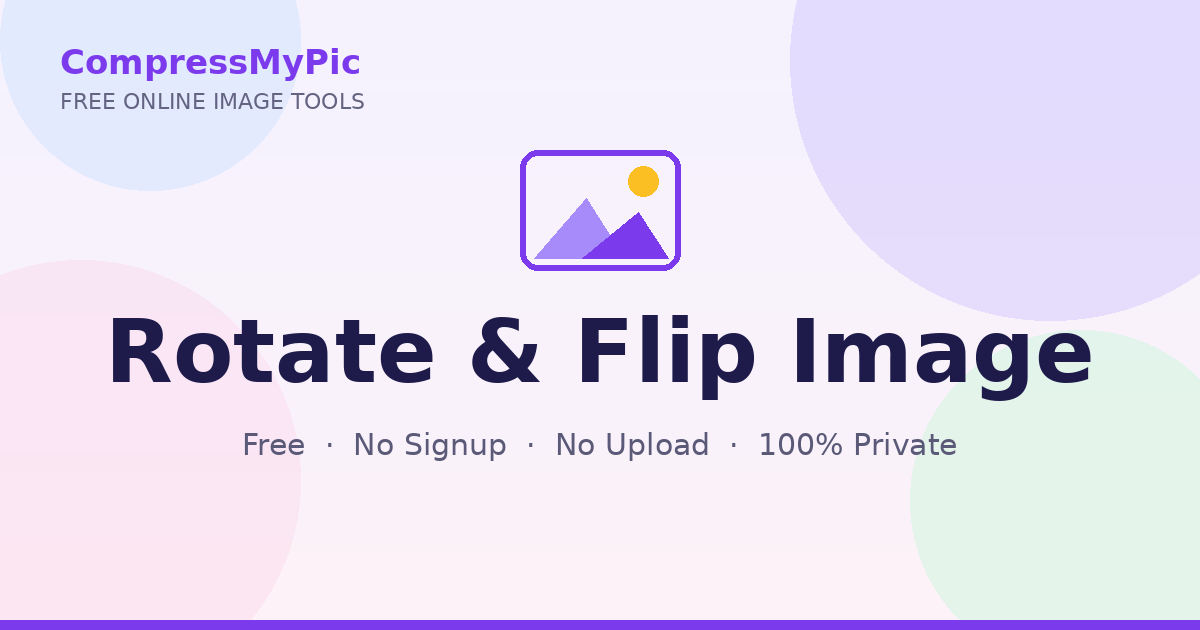 CompressMyPic
FREE ONLINE IMAGE TOOLS
Rotate & Flip Image
Free · No Signup · No Upload · 100% Private